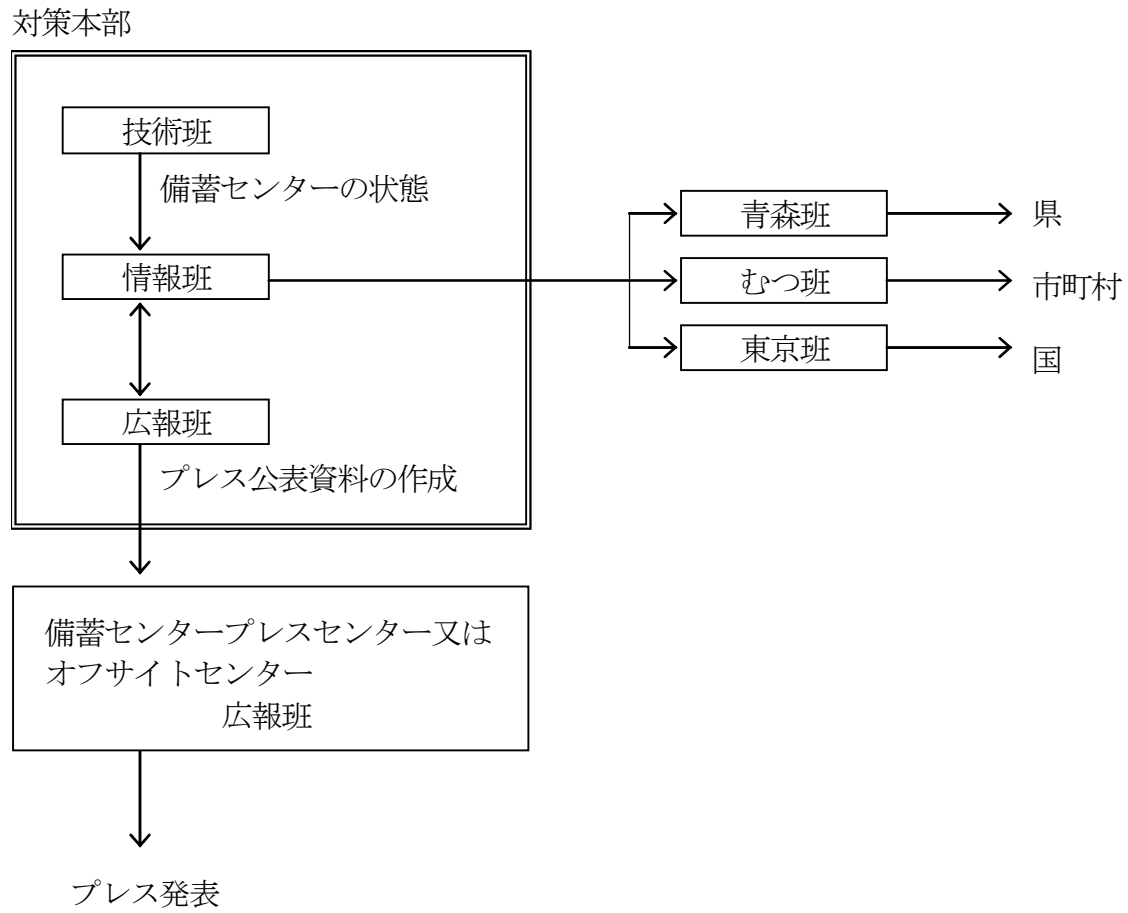 対策本部
技術班
備蓄センターの状態
情報班
広報班
プレス公表資料の作成
青森班
県
むつ班
市町村
東京班
国
備蓄センタープレスセンター又は
オフサイトセンター
広報班
プレス発表